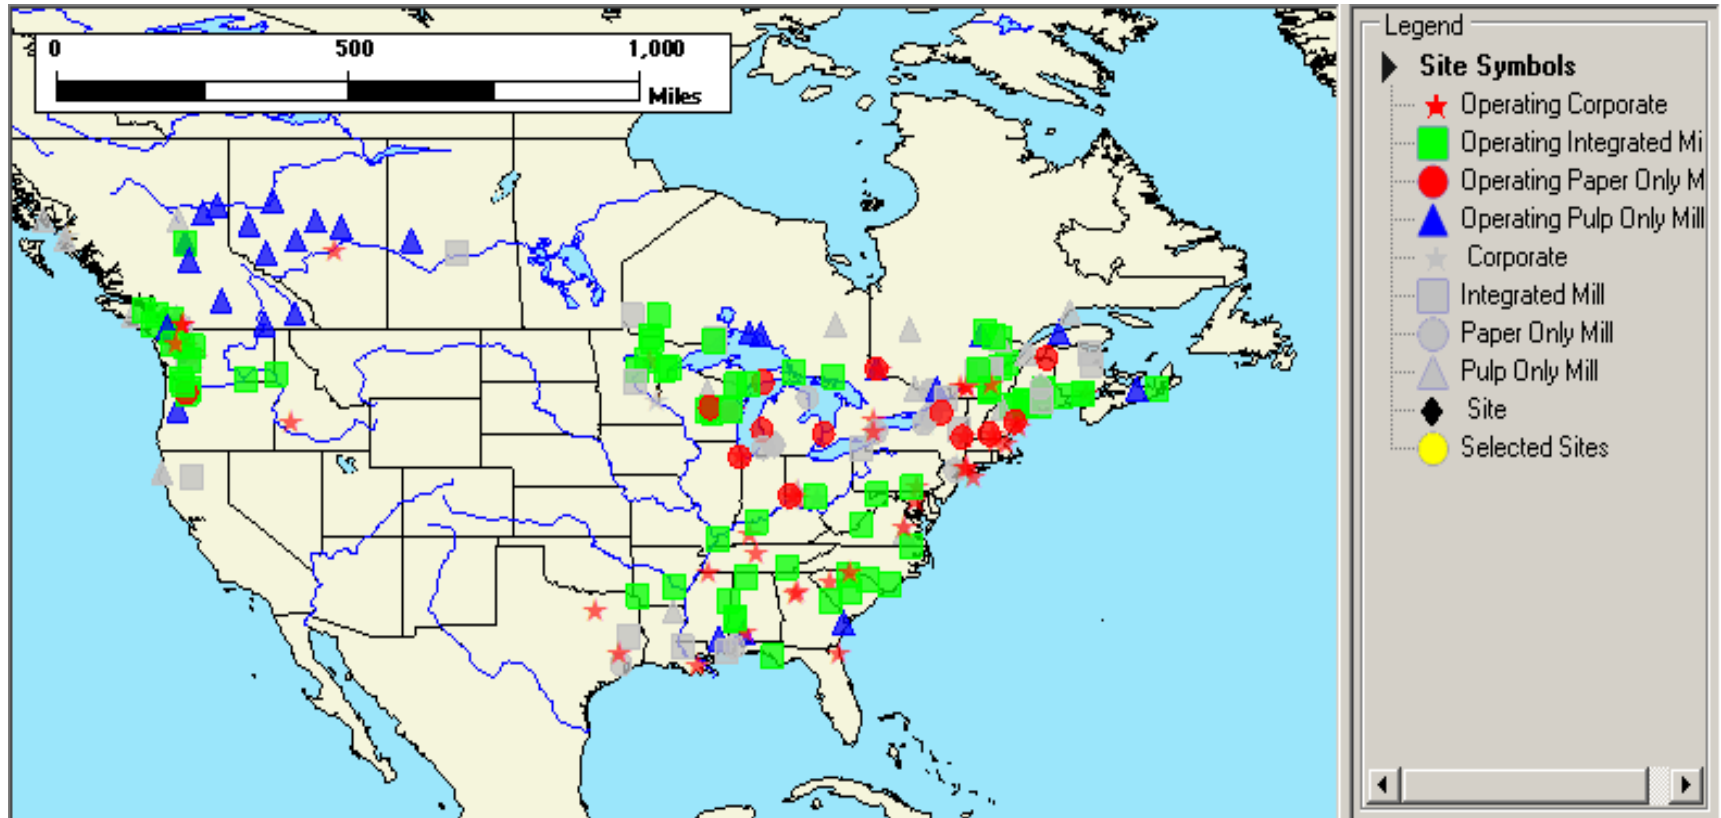 0 500 1,000
Miles
Legend
Site Symbols
Operating Corporate
Operating Integrated Mi
Operating Paper Only M
Operating Pulp Only Mill
Corporate
Integrated Mill
Paper Only Mill
Pulp Only Mill
Site
Selected Sites